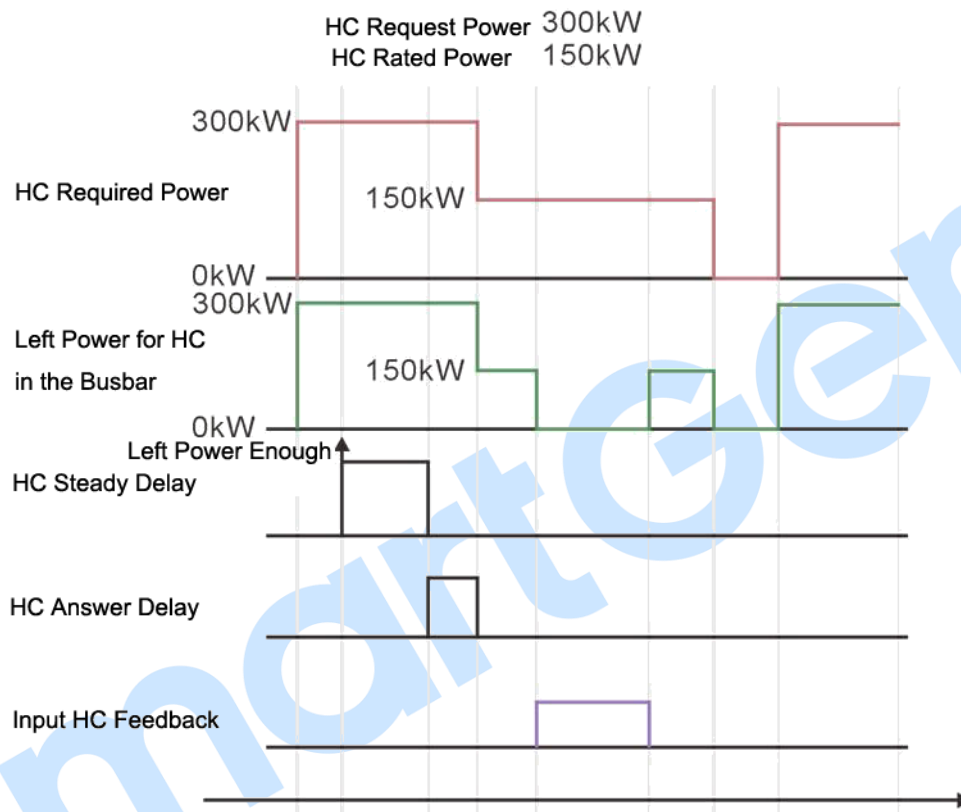 HC Request Power 300kW
HC Rated Power 150kW
300kW
HC Required Power
150kW
0kW
300kW
Left Power for HC
in the Busbar
150kW
0kW
Left Power Enough
HC Steady Delay
HC Answer Delay
Input HC Feedback
martGen